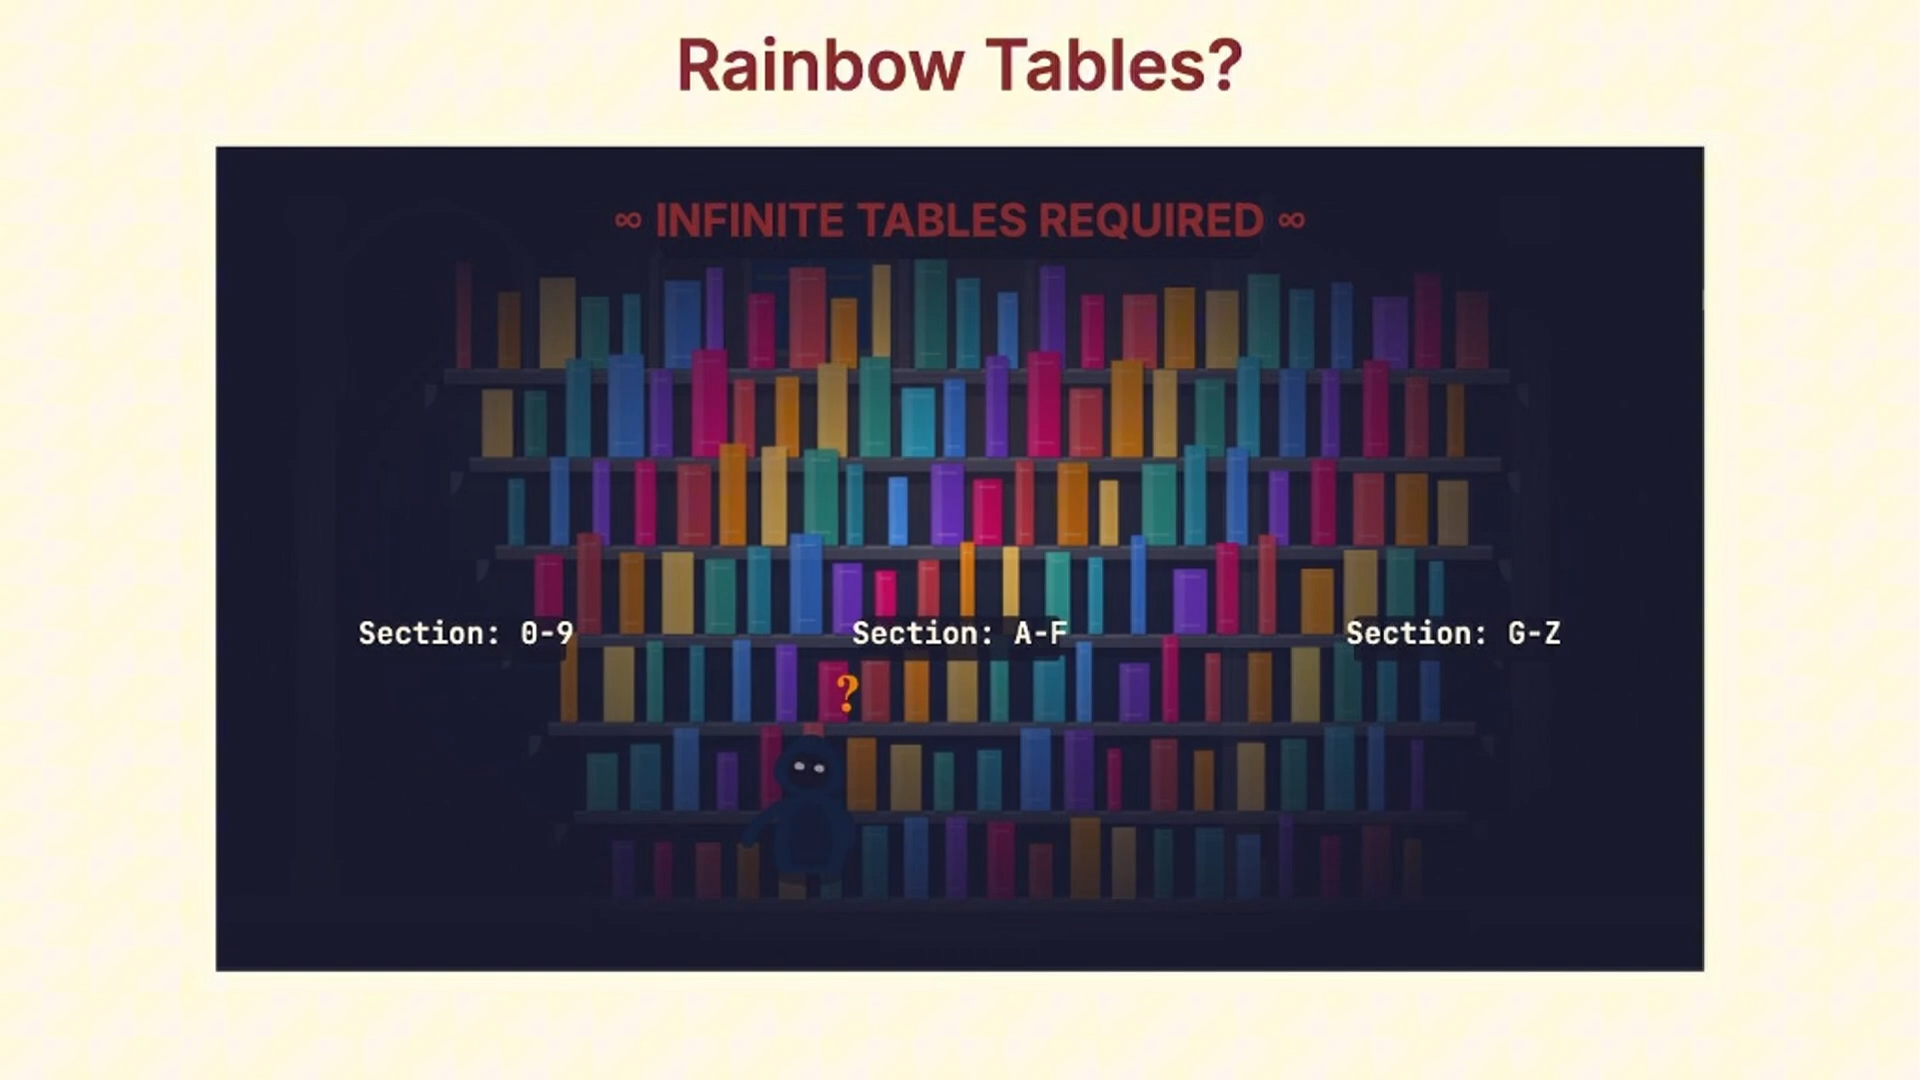 Rainbow Tables?
∞ INFINITE TABLES REQUIRED ∞
Section: 0-9
Section: A-F
Section: G-Z
?